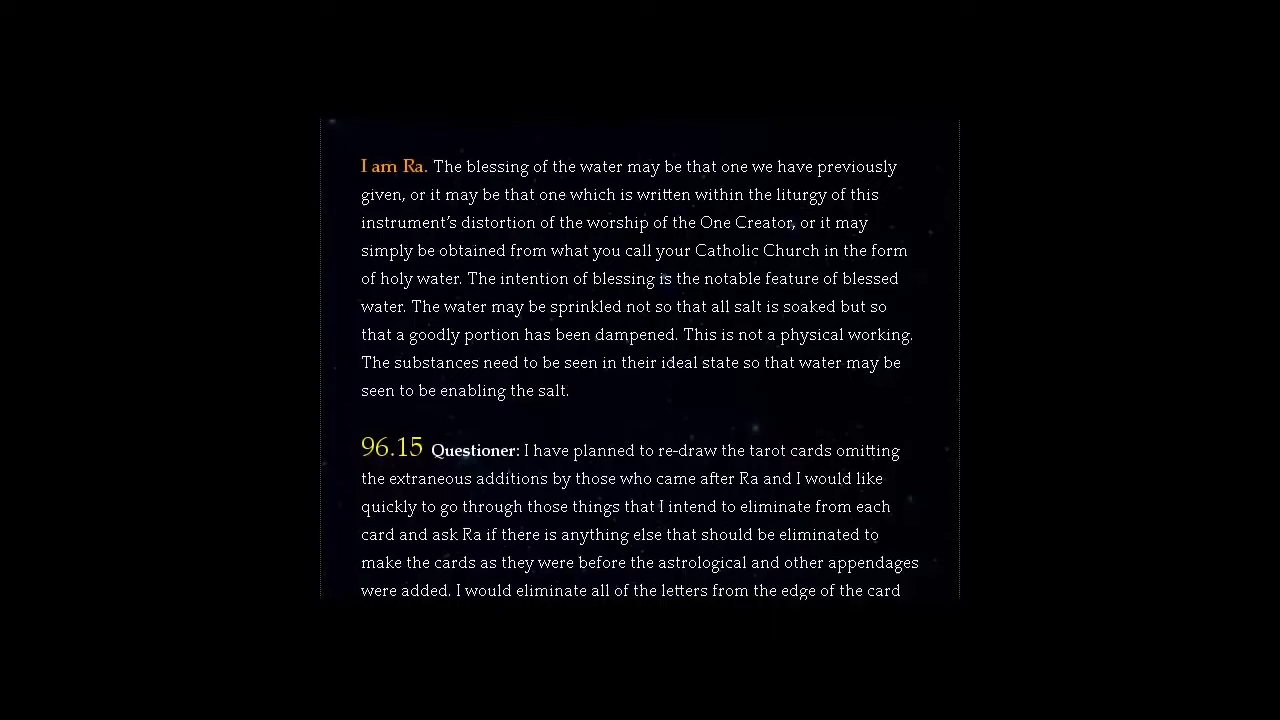 I am Ra. The blessing of the water may be that one we have previously
given, or it may be that one which is written within the liturgy of this
instrument's distortion of the worship of the One Creator, or it may
simply be obtained from what you call your Catholic Church in the form
of holy water. The intention of blessing is the notable feature of blessed
water. The water may be sprinkled not so that all salt is soaked but so
that a goodly portion has been dampened. This is not a physical working.
The substances need to be seen in their ideal state so that water may be
seen to be enabling the salt.
96.15 Questioner: I have planned to re-draw the tarot cards omitting
the extraneous additions by those who came after Ra and I would like
quickly to go through those things that I intend to eliminate from each
card and ask Ra if there is anything else that should be eliminated to
make the cards as they were before the astrological and other appendages
were added. I would eliminate all of the letters from the edge of the card